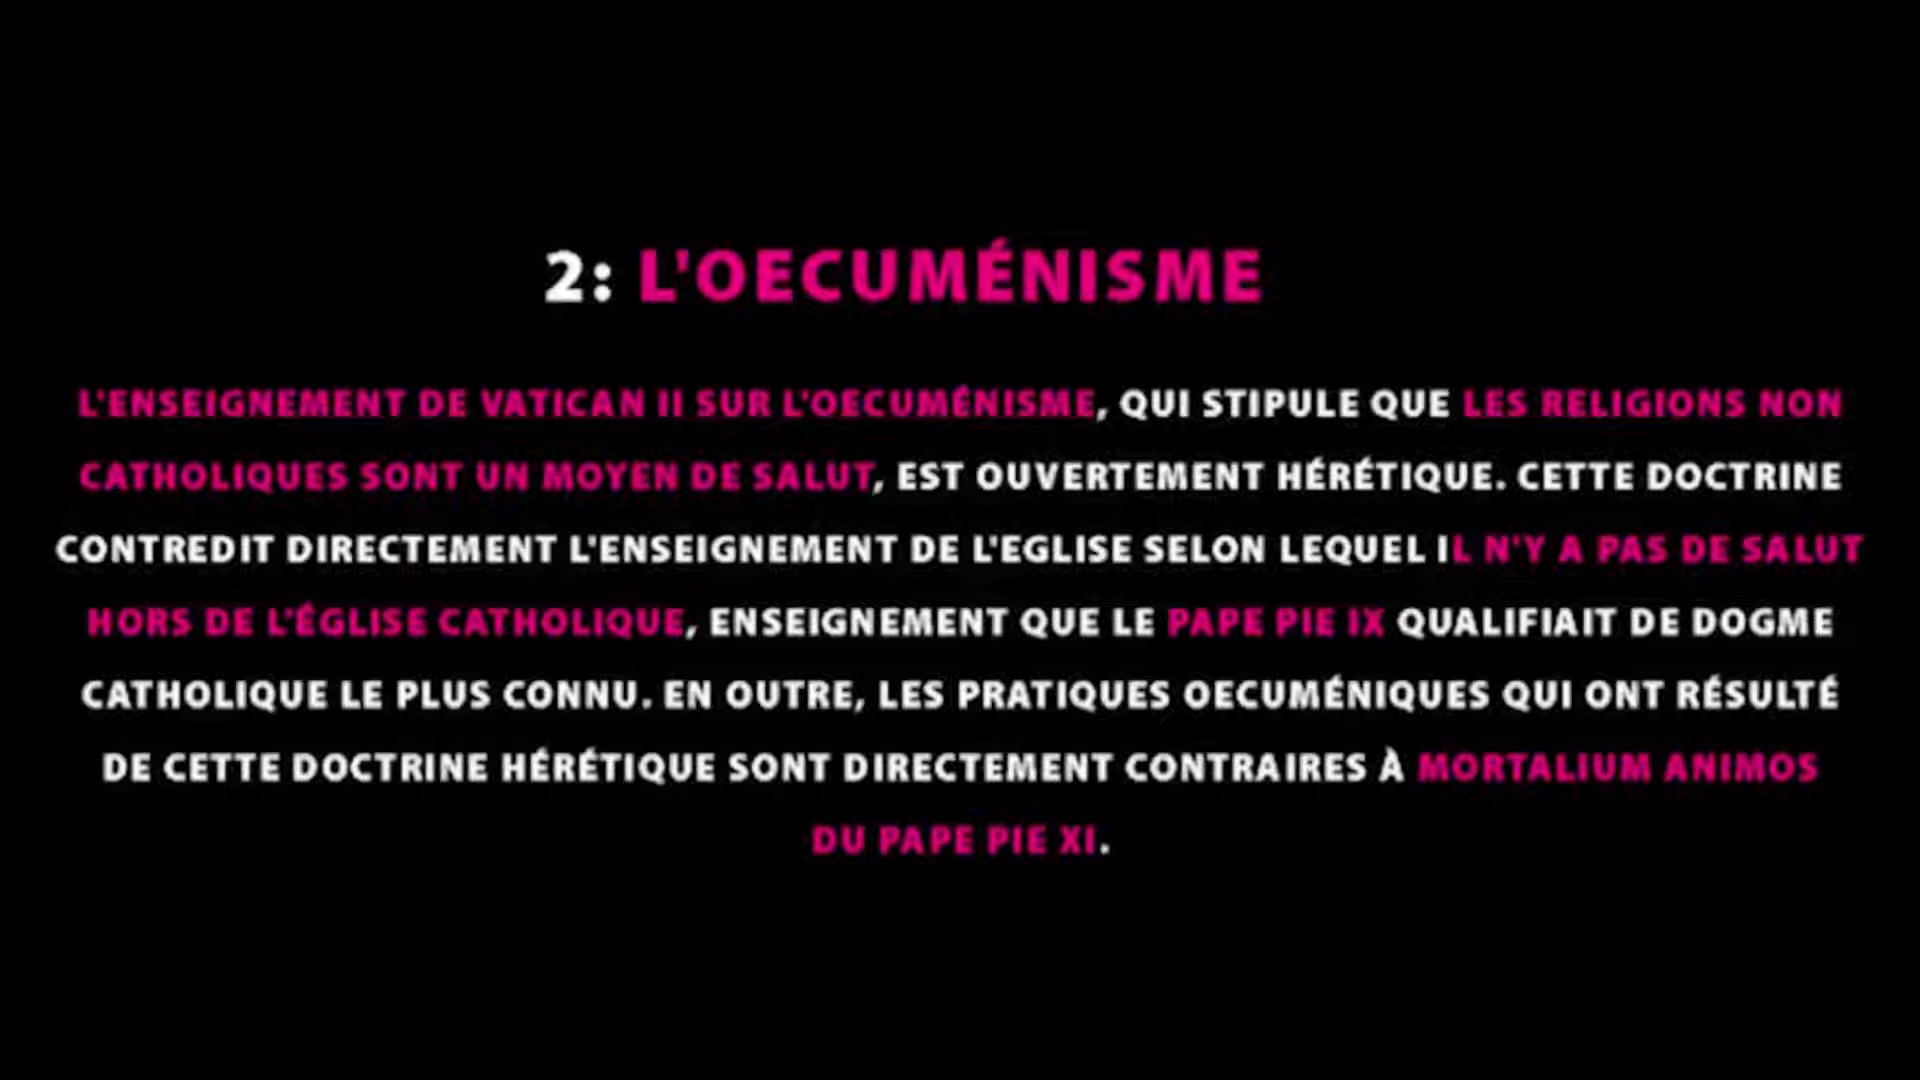 2: L'OECUMÉNISME
L'ENSEIGNEMENT DE VATICAN II SUR L'OECUMÉNISME, QUI STIPULE QUE LES RELIGIONS NON
CATHOLIQUES SONT UN MOYEN DE SALUT, EST OUVERTEMENT HÉRÉTIQUE. CETTE DOCTRINE
CONTREDIT DIRECTEMENT L'ENSEIGNEMENT DE L'EGLISE SELON LEQUEL IL N'Y A PAS DE SALUT
HORS DE L'ÉGLISE CATHOLIQUE, ENSEIGNEMENT QUE LE PAPE PIE IX QUALIFIAIT DE DOGME
CATHOLIQUE LE PLUS CONNU. EN OUTRE, LES PRATIQUES OECUMÉNIQUES QUI ONT RÉSULTÉ
DE CETTE DOCTRINE HÉRÉTIQUE SONT DIRECTEMENT CONTRAIRES À MORTALIUM ANIMOS
DU PAPE PIE XI.